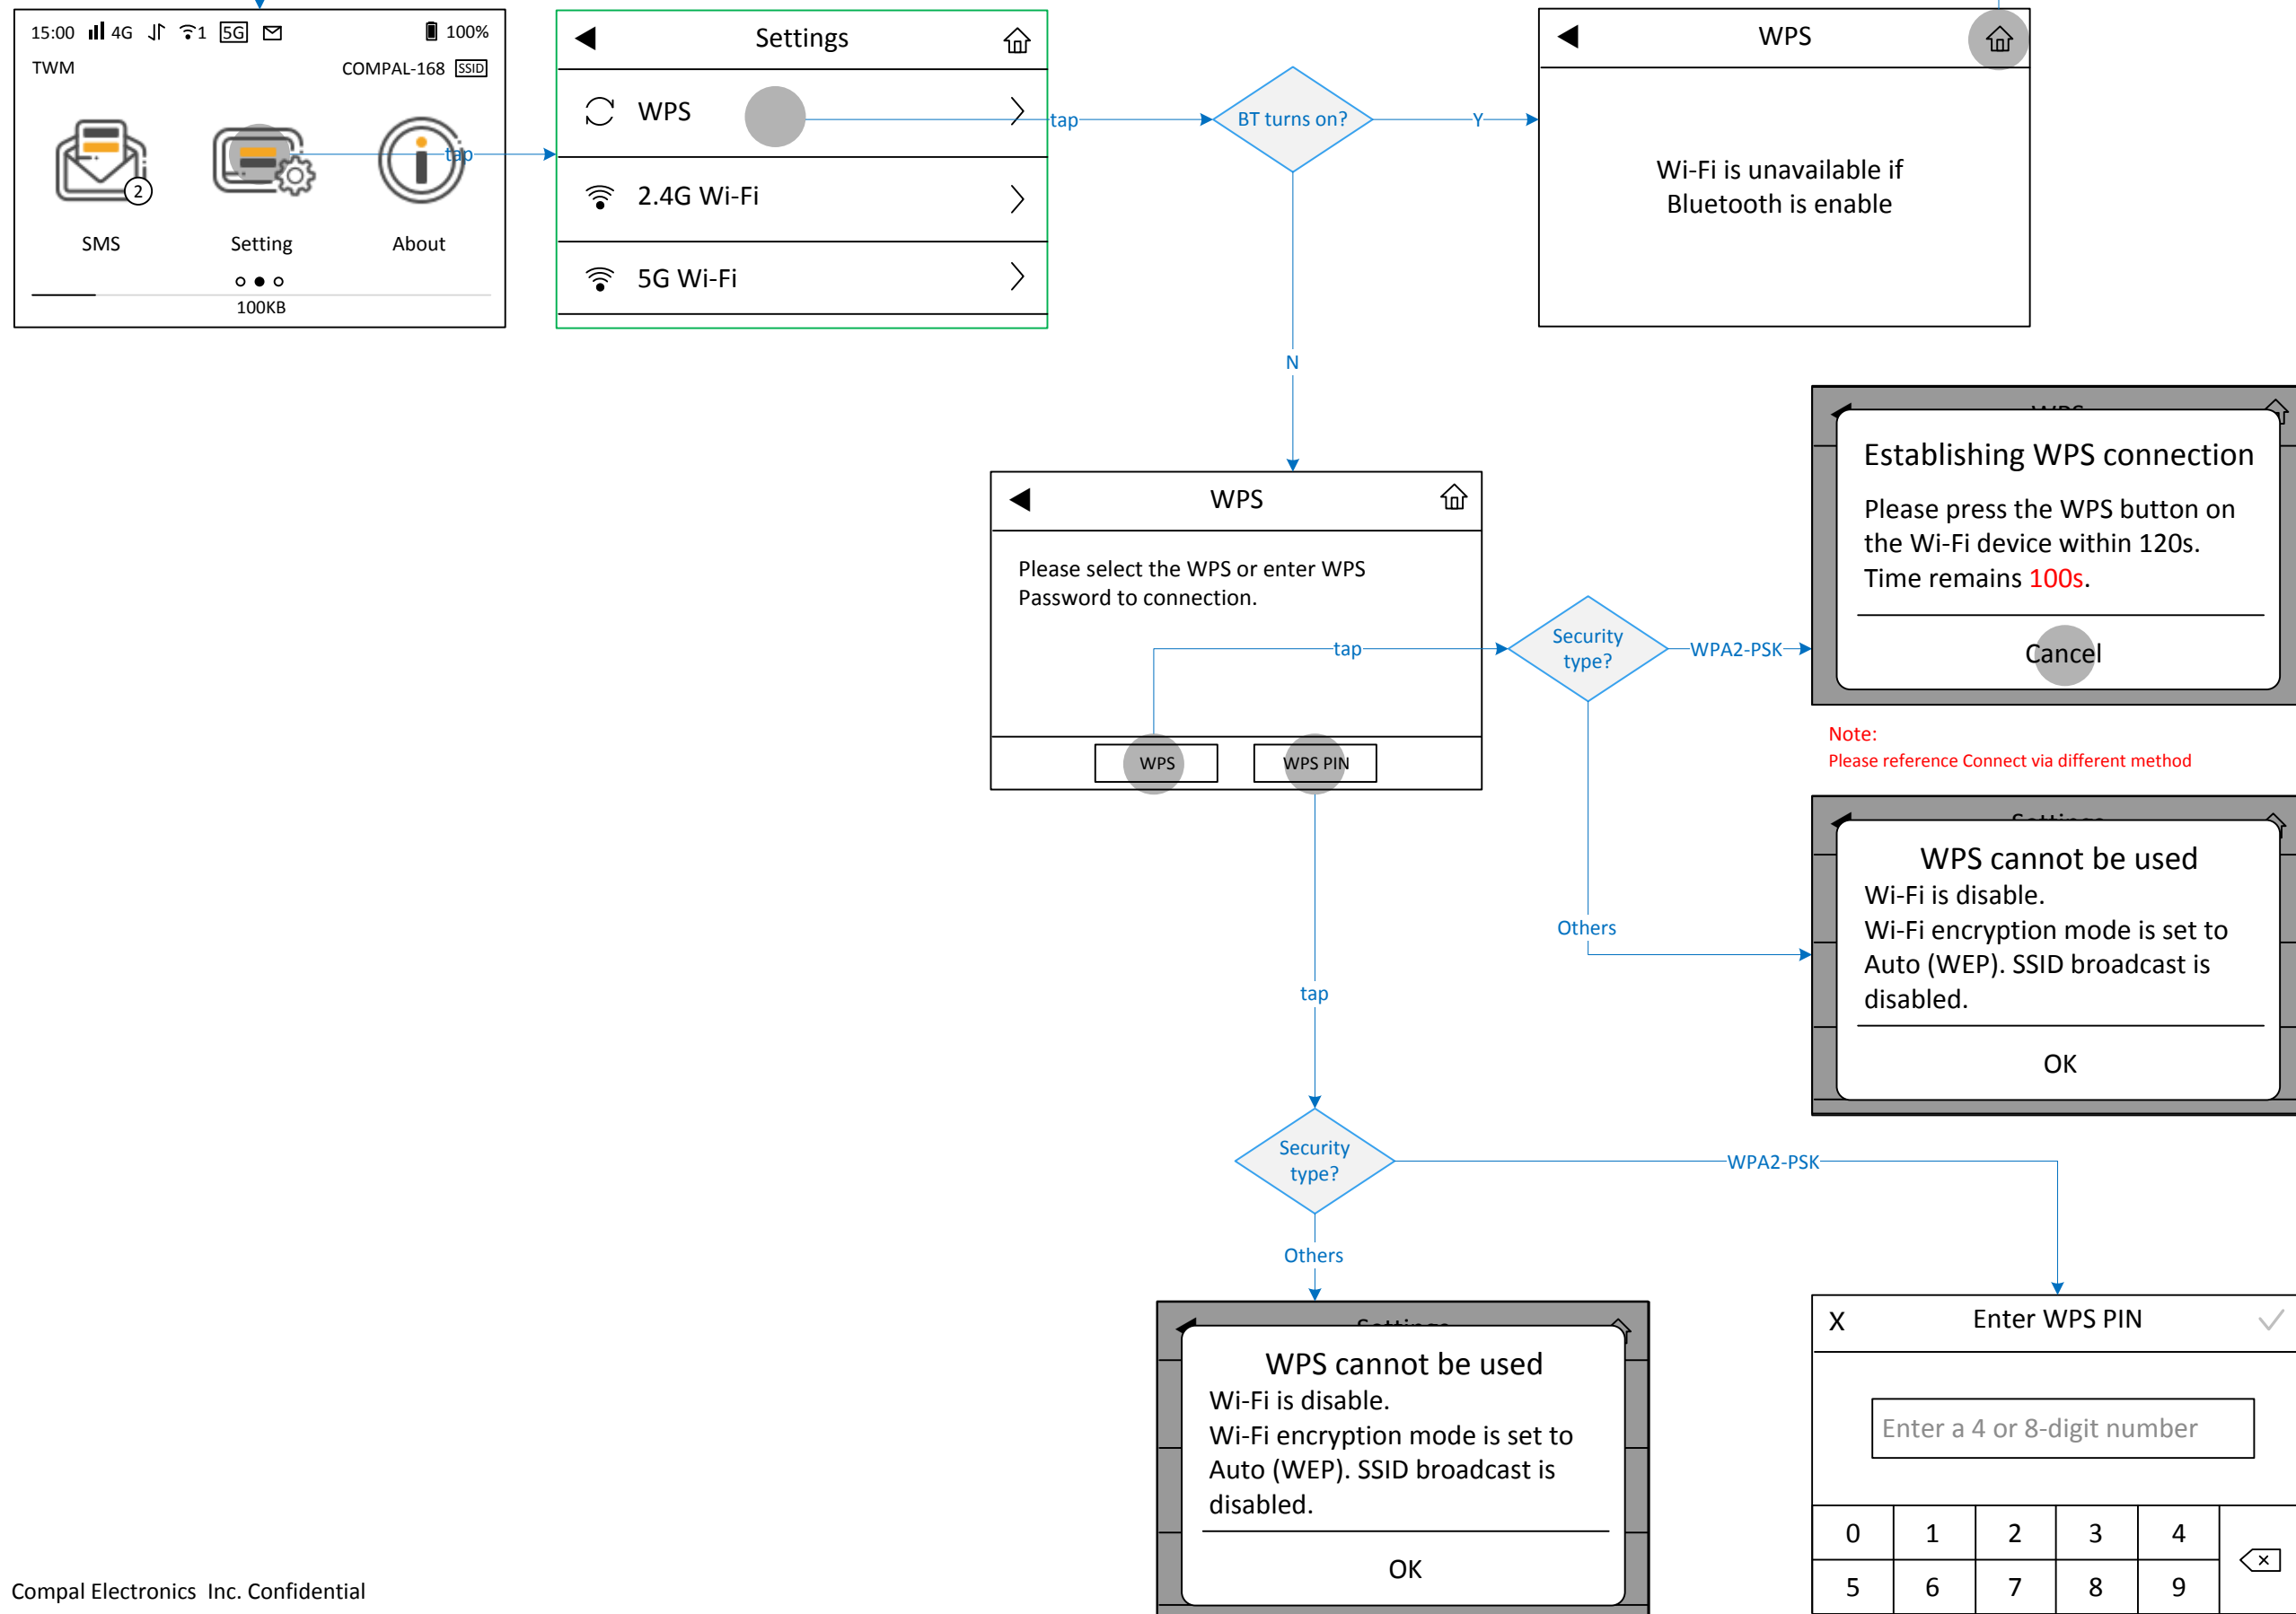 15:00 4G 1 5G 100%
TWM COMPAL-168 SSID
2
SMS Setting About
100KB
tap
Settings
WPS
2.4G Wi-Fi
5G Wi-Fi
tap
BT turns on?
Y
N
WPS
Wi-Fi is unavailable if
Bluetooth is enable
WPS
Please select the WPS or enter WPS
Password to connection.
WPS WPS PIN
tap
Security
type?
WPA2-PSK
Others
WPS
Establishing WPS connection
Please press the WPS button on
the Wi-Fi device within 120s.
Time remains 100s.
Cancel
Note:
Please reference Connect via different method
Settings
WPS cannot be used
Wi-Fi is disable.
Wi-Fi encryption mode is set to
Auto (WEP). SSID broadcast is
disabled.
OK
tap
Security
type?
WPA2-PSK
Others
Settings
WPS cannot be used
Wi-Fi is disable.
Wi-Fi encryption mode is set to
Auto (WEP). SSID broadcast is
disabled.
OK
X Enter WPS PIN
Enter a 4 or 8-digit number
0 1 2 3 4
5 6 7 8 9
Compal Electronics Inc. Confidential